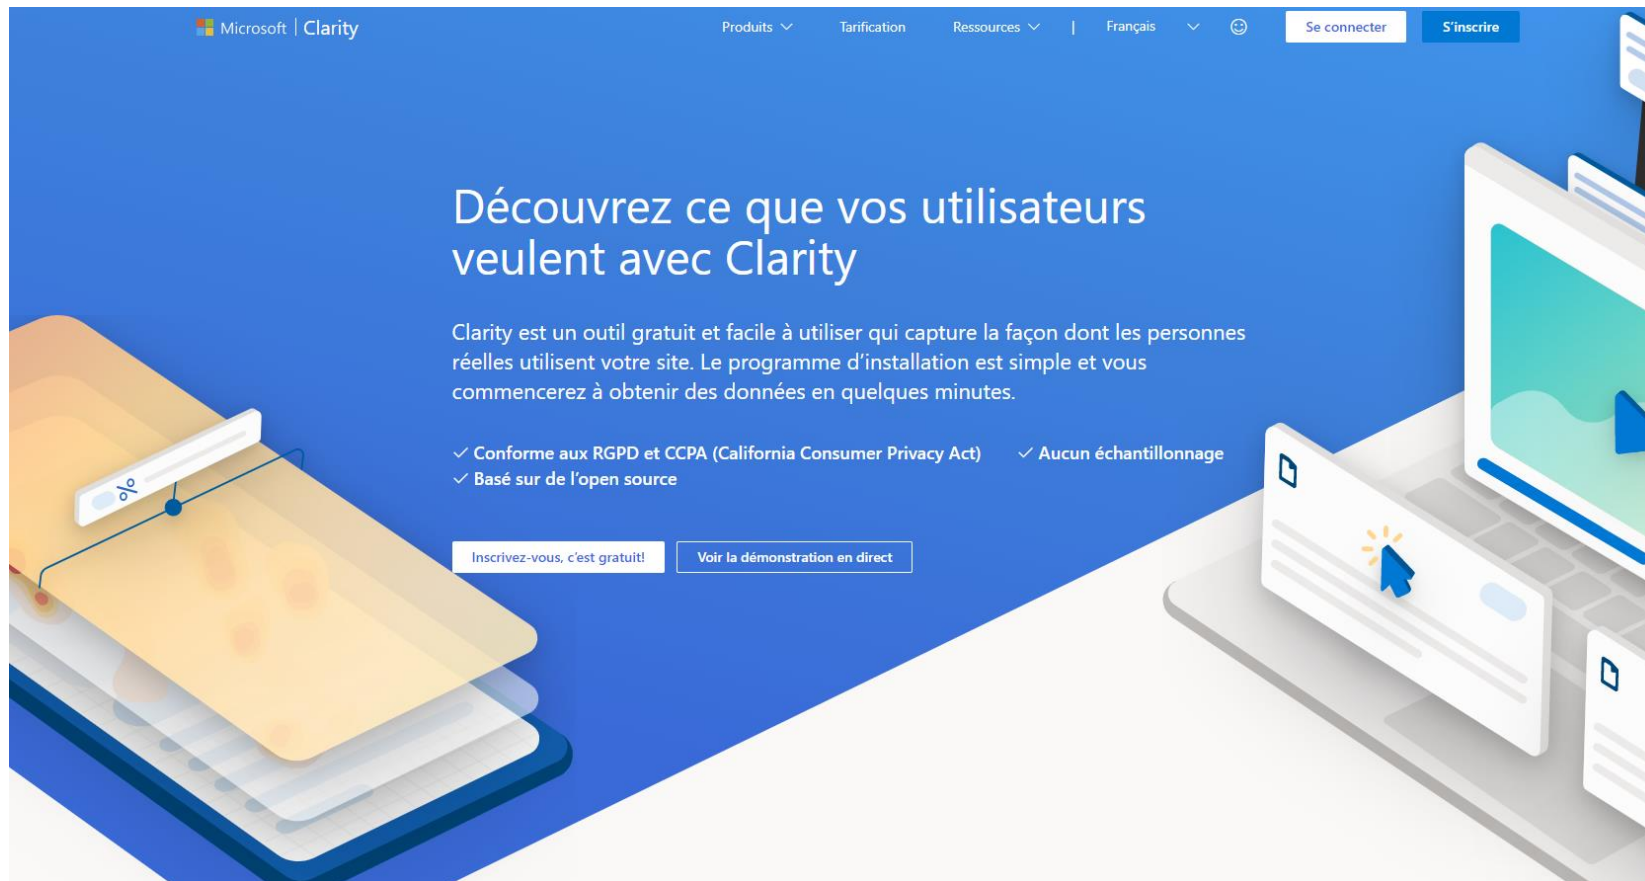 Microsoft | Clarity
Produits
Tarification
Ressources
|
Français
Se connecter
S'inscrire
Découvrez ce que vos utilisateurs
veulent avec Clarity
Clarity est un outil gratuit et facile à utiliser qui capture la façon dont les personnes
réelles utilisent votre site. Le programme d’installation est simple et vous
commencerez à obtenir des données en quelques minutes.
Conforme aux RGPD et CCPA (California Consumer Privacy Act)
Aucun échantillonnage
Basé sur de l’open source
Inscrivez-vous, c’est gratuit!
Voir la démonstration en direct
%